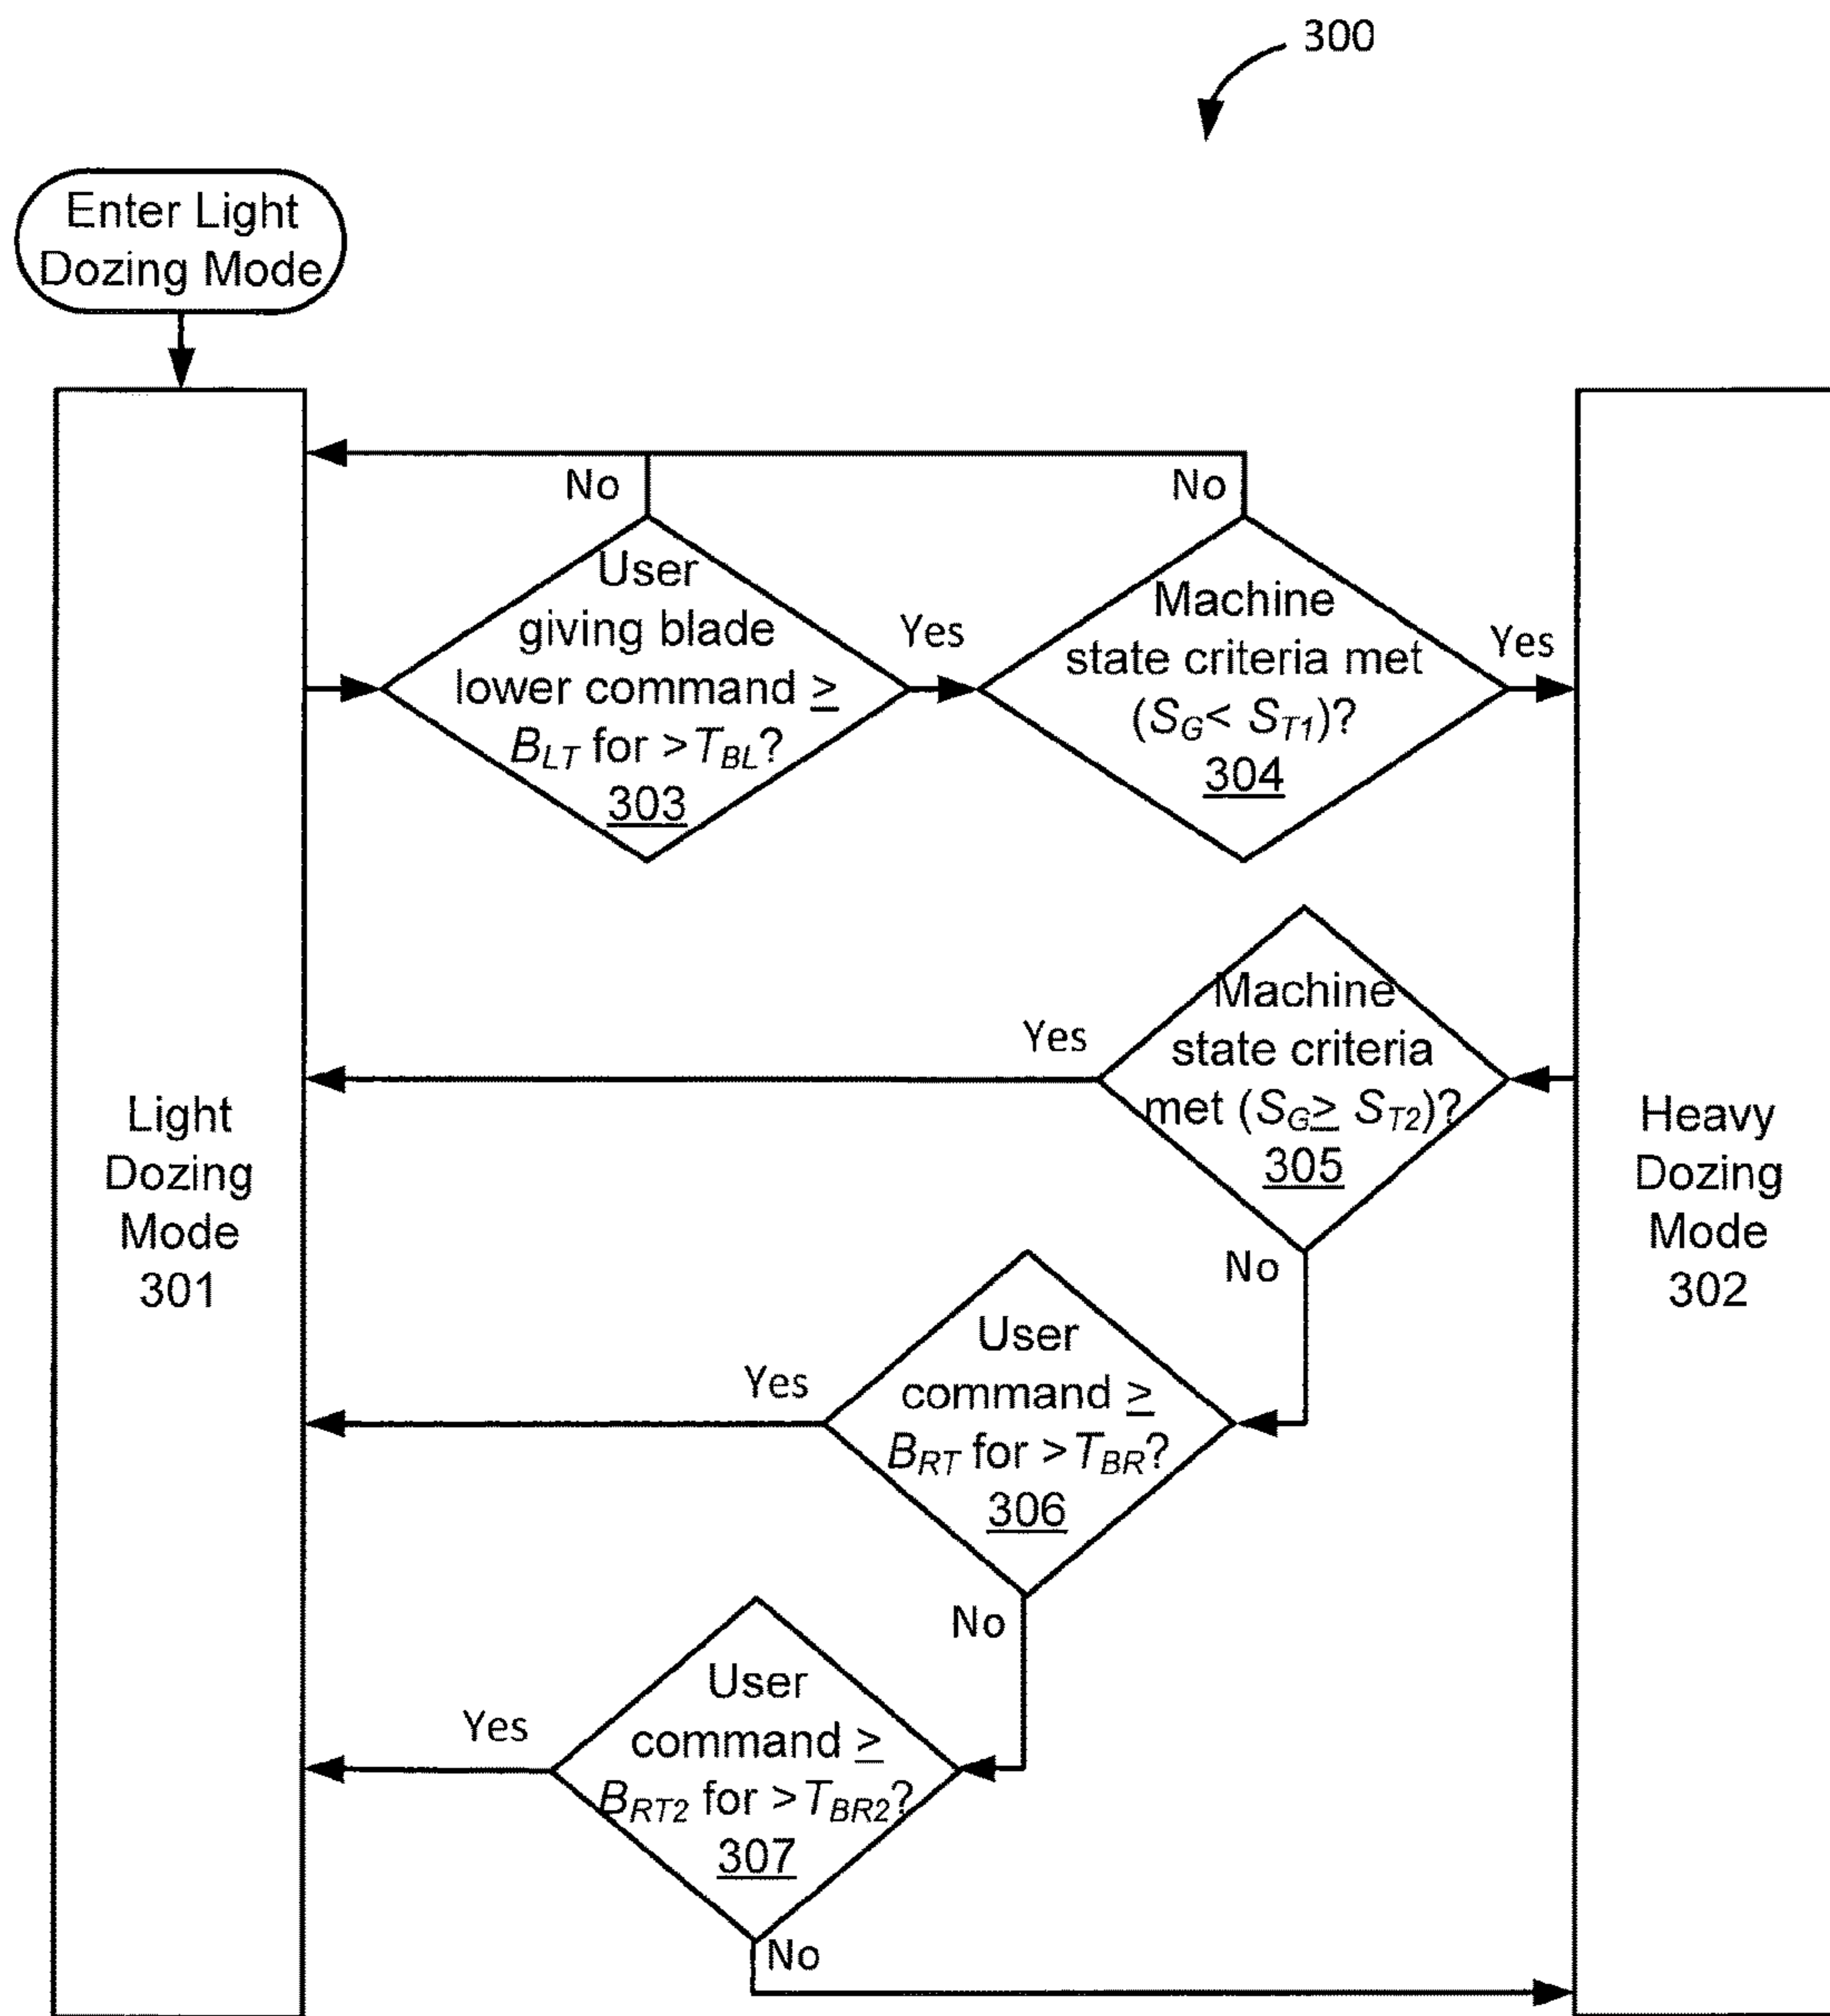 300
Enter Light
Dozing Mode
No
No
User
giving blade
lower command ≥
B_LT for >T_BL?
303
Yes
Machine
state criteria met
(S_G< S_T1)?
304
Yes
Machine
state criteria
met (S_G≥ S_T2)?
305
Yes
No
Light
Dozing
Mode
301
Heavy
Dozing
Mode
302
User
command ≥
B_RT for >T_BR?
306
Yes
No
User
command ≥
B_RT2 for >T_BR2?
307
Yes
No